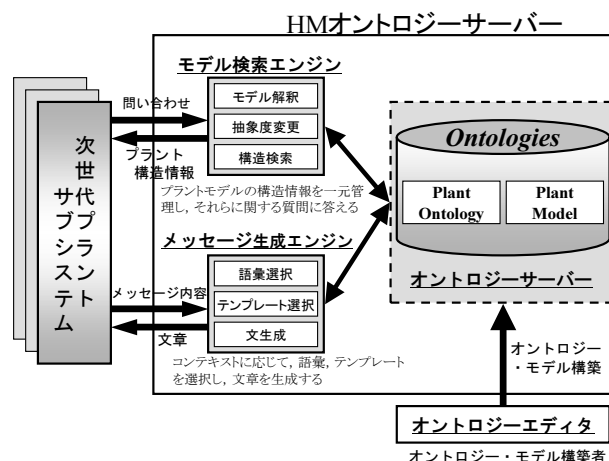 HMオントロジーサーバー
モデル検索エンジン
モデル解釈
抽象度変更
構造検索
問い合わせ
プラント
構造情報
プラントモデルの構造情報を一元管
理し，それらに関する質問に答える
次世代プラント
サブシステム
メッセージ生成エンジン
語彙選択
テンプレート選択
文生成
メッセージ内容
文章
コンテキストに応じて，語彙，テンプレート
を選択し，文章を生成する
Ontologies
Plant
Ontology
Plant
Model
オントロジーサーバー
オントロジー
・モデル構築
オントロジーエディタ
オントロジー・モデル構築者